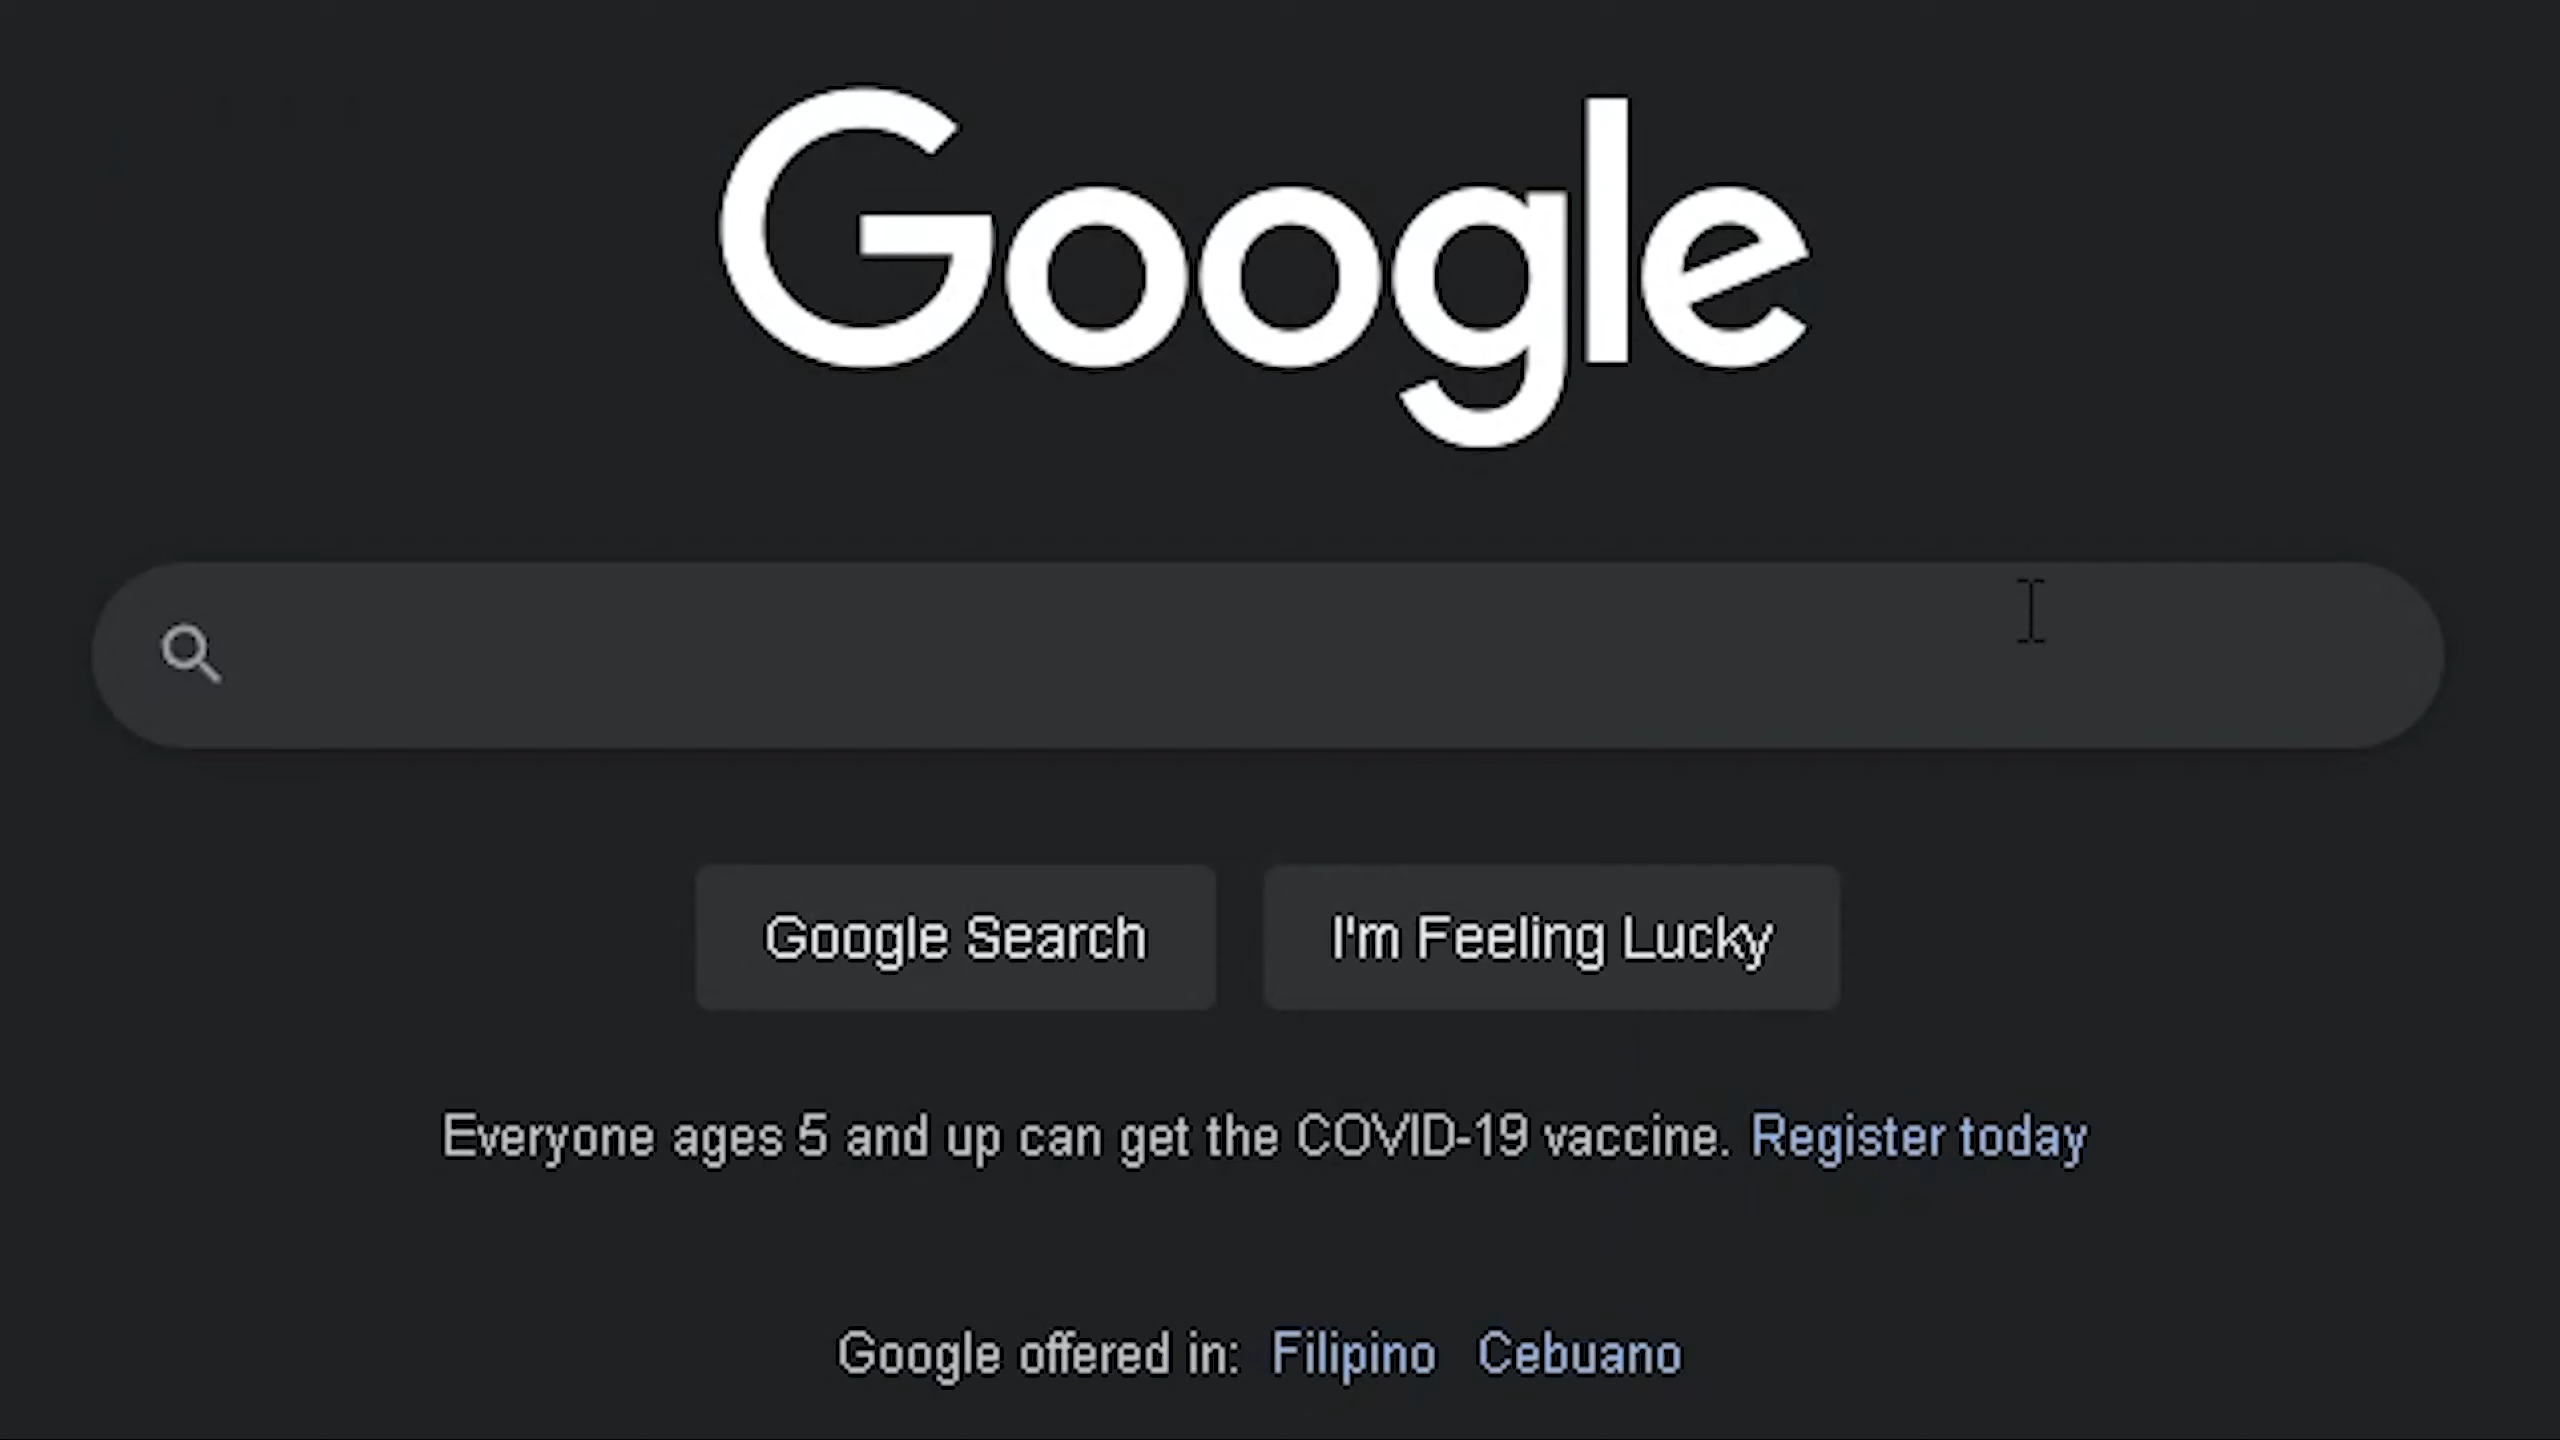 Google
Google Search I'm Feeling Lucky
Everyone ages 5 and up can get the COVID-19 vaccine. Register today
Google offered in: Filipino Cebuano